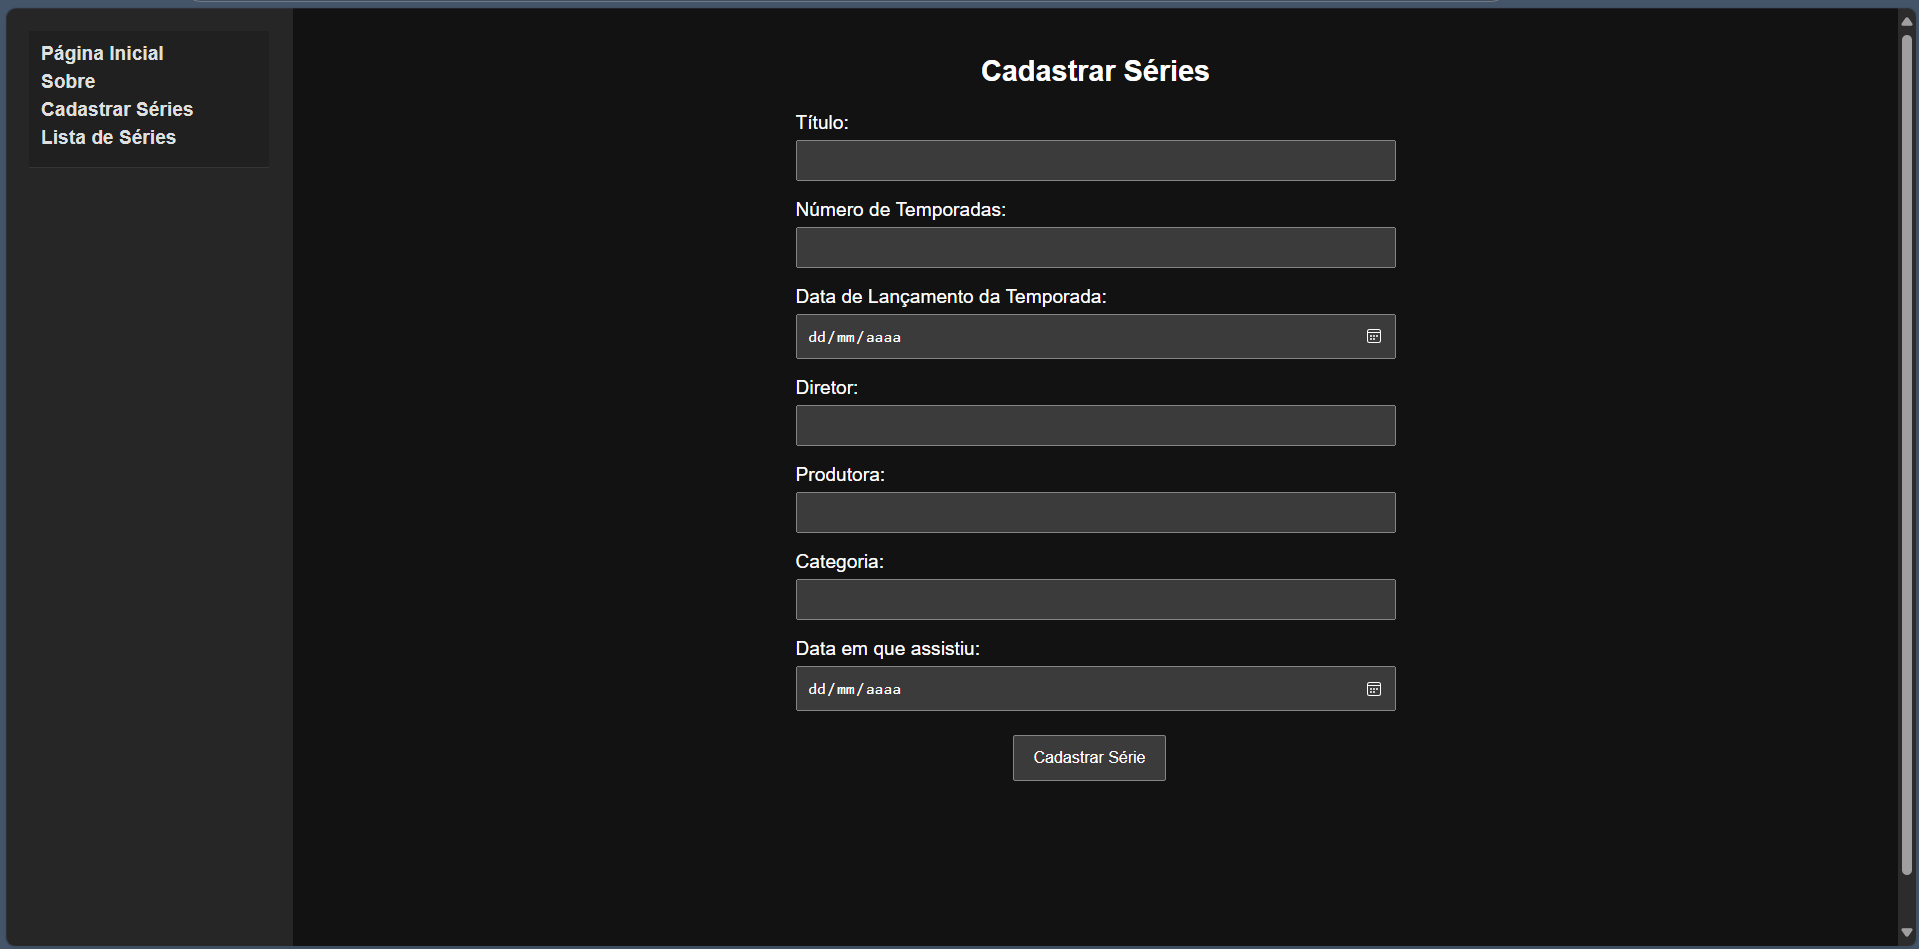 Página Inicial
Sobre
Cadastrar Séries
Lista de Séries
Cadastrar Séries
Título:
Número de Temporadas:
Data de Lançamento da Temporada:
dd/mm/aaaa
Diretor:
Produtora:
Categoria:
Data em que assistiu:
dd/mm/aaaa
Cadastrar Série